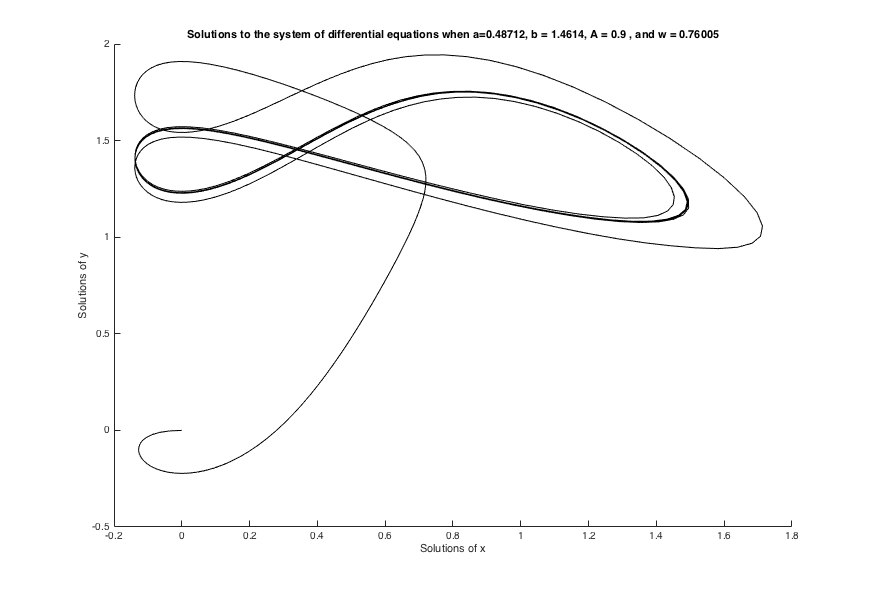 Solutions to the system of differential equations when a=0.48712, b = 1.4614, A = 0.9 , and w = 0.76005
2
1.5
1
0.5
0
-0.5
Solutions of y
-0.2 0 0.2 0.4 0.6 0.8 1 1.2 1.4 1.6 1.8
Solutions of x